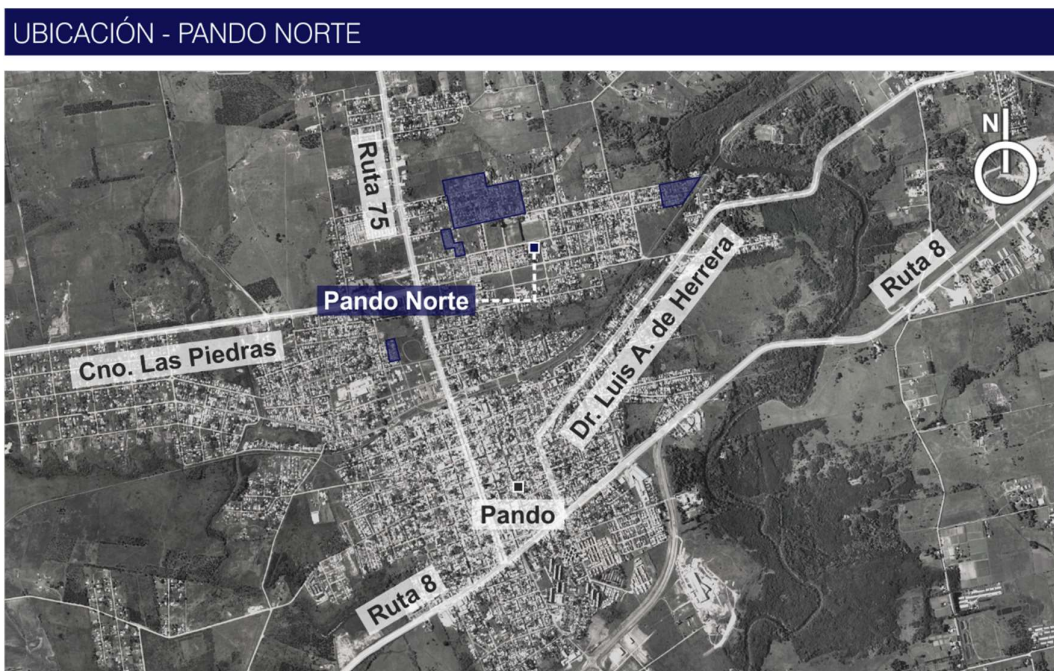 UBICACIÓN - PANDO NORTE
N
Ruta 75
Ruta 8
Pando Norte
Dr. Luis A. de Herrera
Cno. Las Piedras
Pando
Ruta 8